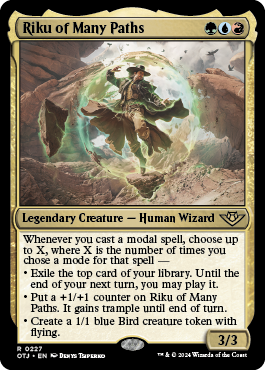 Riku of Many Paths
Legendary Creature — Human Wizard
Whenever you cast a modal spell, choose up
to X, where X is the number of times you
chose a mode for that spell —
• Exile the top card of your library. Until the
end of your next turn, you may play it.
• Put a +1/+1 counter on Riku of Many
Paths. It gains trample until end of turn.
• Create a 1/1 blue Bird creature token with
flying.
3/3
R 0227
OTJ • EN Denys Tsiperko
™ & © 2024 Wizards of the Coast